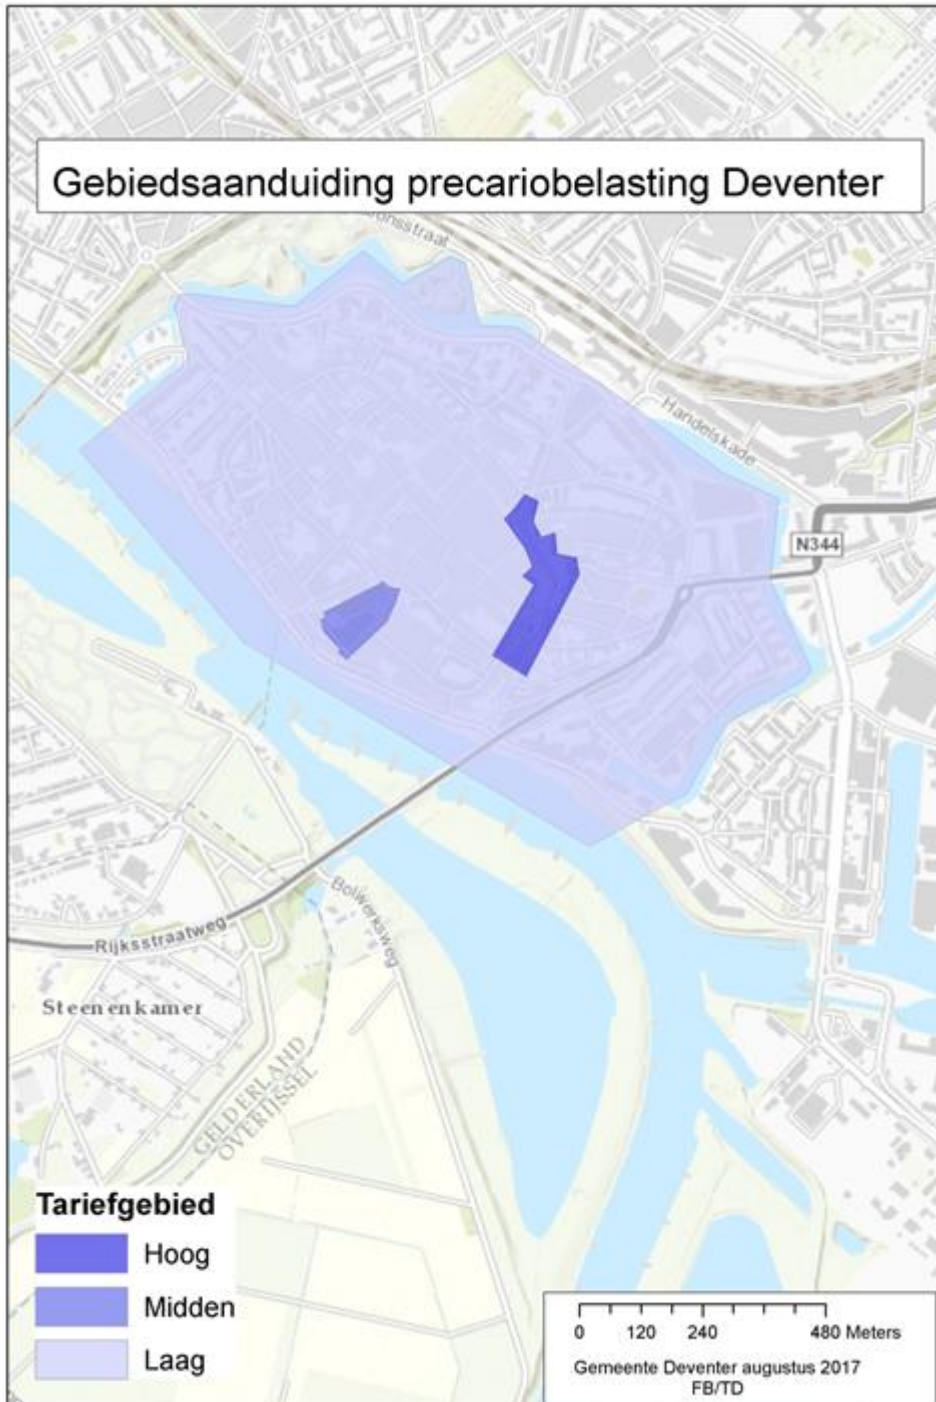 Gebiedsaanduiding precariobelasting Deventer
Handelskade
N344
Bolwerksweg
Rijksstraatweg
Steenenkamer
GELDERLAND
OVERIJSSEL
Tariefgebied
Hoog
Midden
Laag
0 120 240 480 Meters
Gemeente Deventer augustus 2017
FB/TD